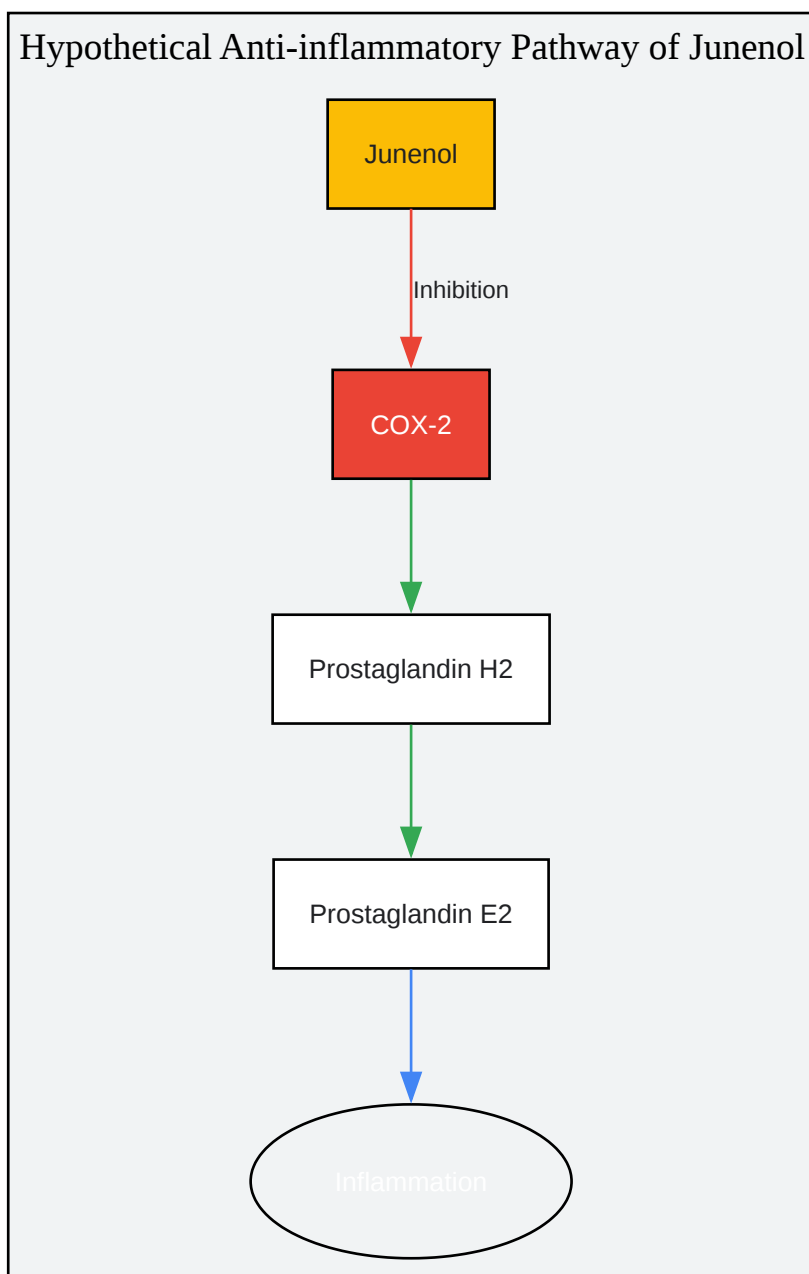 Hypothetical Anti-inflammatory Pathway of Junenol
Junenol
Inhibition
COX-2
Prostaglandin H2
Prostaglandin E2
Inflammation